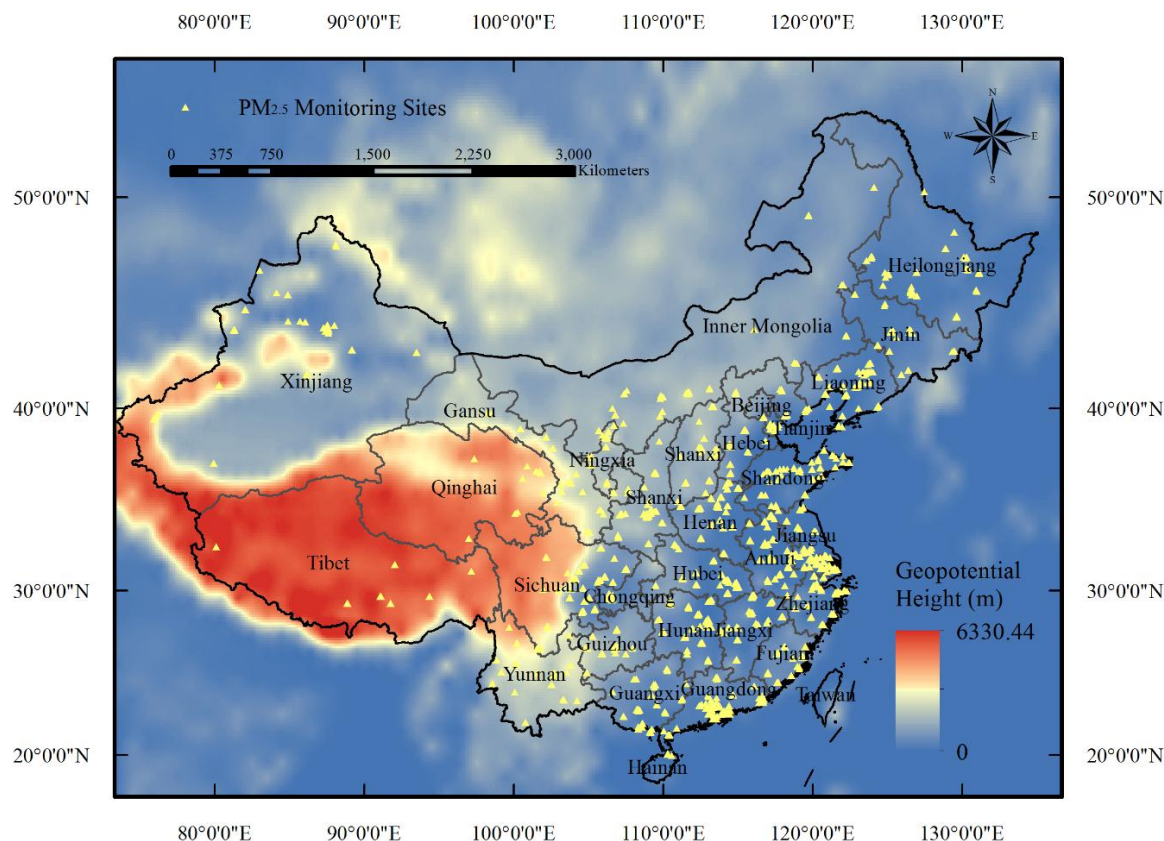 80°0'0"E 90°0'0"E 100°0'0"E 110°0'0"E 120°0'0"E 130°0'0"E
PM2.5 Monitoring Sites
N
W E
S
0 375 750 1,500 2,250 3,000
Kilometers
50°0'0"N 50°0'0"N
Heilongjiang
Inner Mongolia
Jinin
Xinjiang
Liaoning
40°0'0"N 40°0'0"N
Gansu
Beijing
Tianjin
Hebei
Ningxia
Shanxi
Qinghai
Shandong
Shanxi
Henan
Jiangsu
Anhui
Tibet
Sichuan
Hubei
Geopotential
Height (m)
30°0'0"N 30°0'0"N
Chongqing
Zhejiang
6330.44
Hunan
Jiangxi
Guizhou
Fujian
Yunnan
Guangxi
Guangdong
Taiwan
0
20°0'0"N 20°0'0"N
Hainan
80°0'0"E 90°0'0"E 100°0'0"E 110°0'0"E 120°0'0"E 130°0'0"E